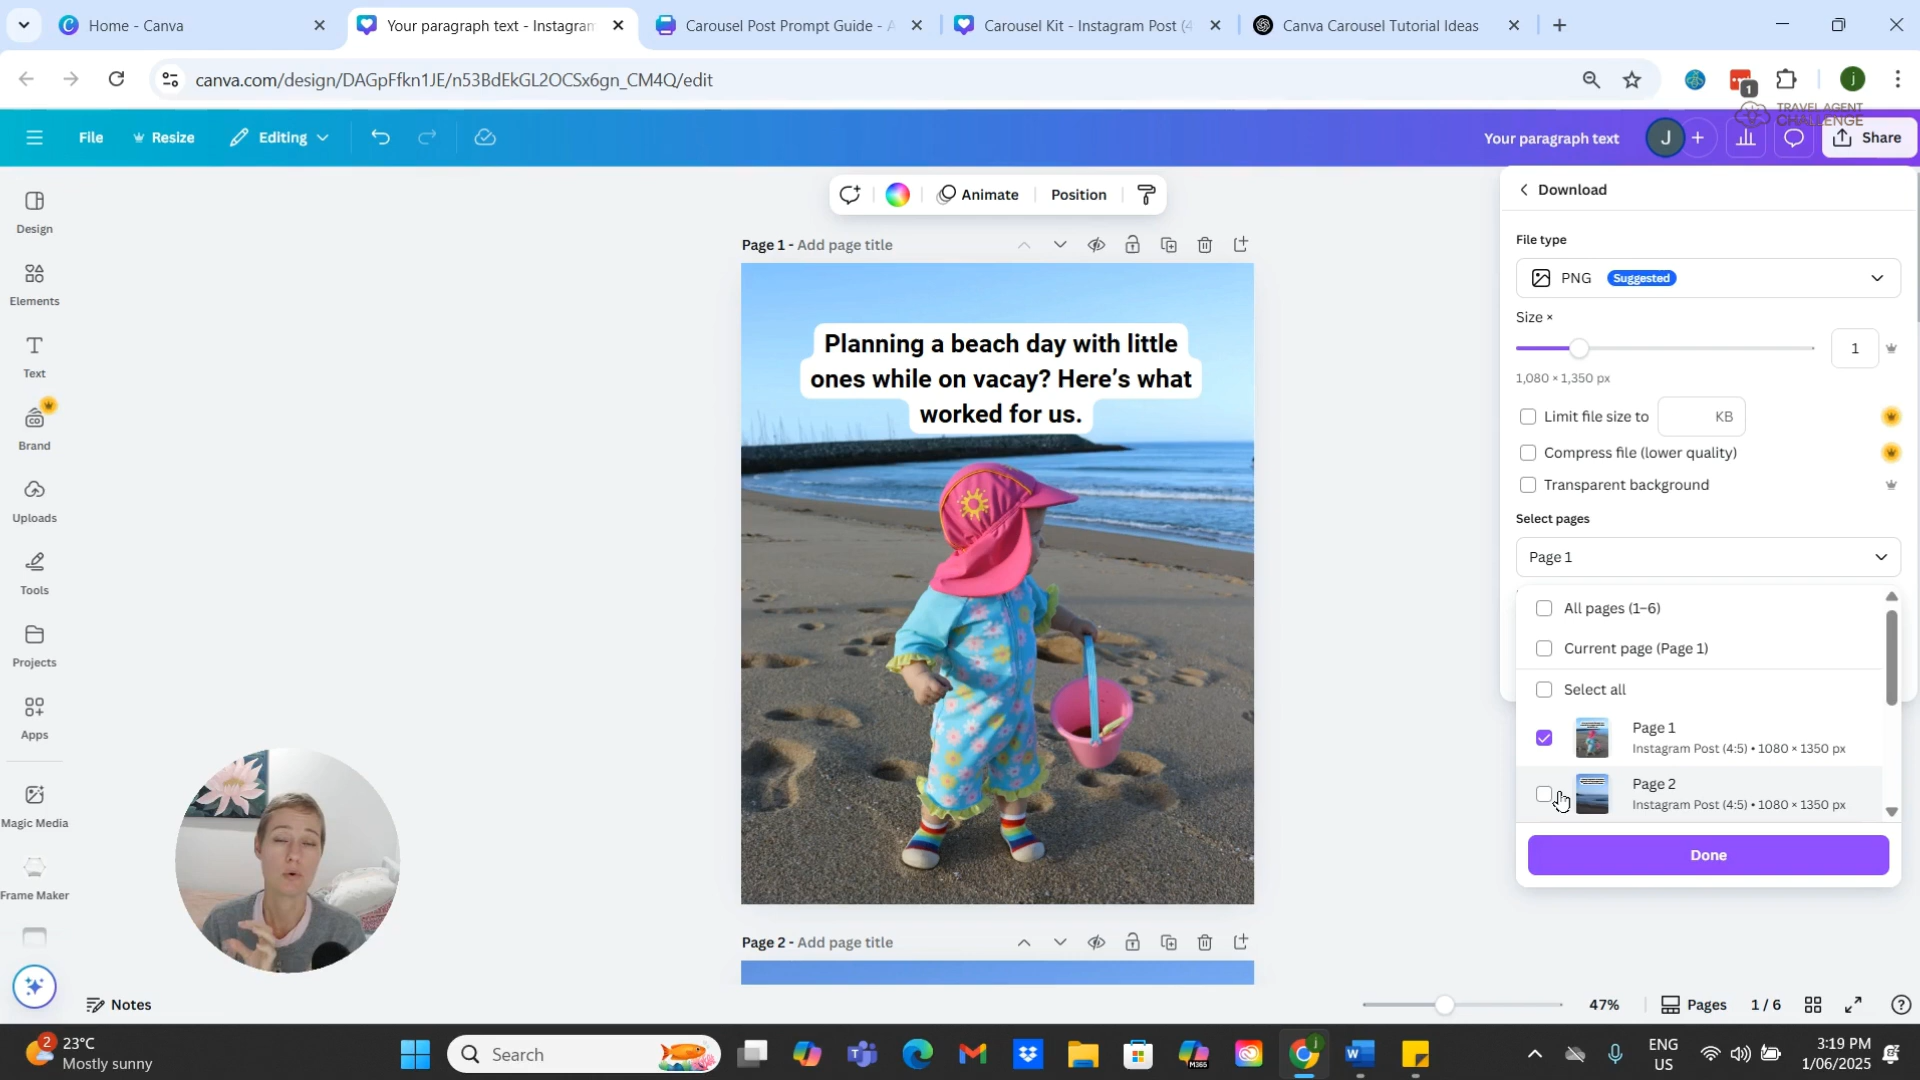 Home - Canva
Your paragraph text - Instagram
Carousel Post Prompt Guide - A
Carousel Kit - Instagram Post (4
Canva Carousel Tutorial Ideas
canva.com/design/DAGpFfkn1JE/n53BdEkGL2OCSx6gn_CM4Q/edit
1
j
TRAVEL AGENT
CHALLENGE
File
Resize
Editing
Your paragraph text
J
Share
Design
Elements
Text
Brand
Uploads
Tools
Projects
Apps
Magic Media
Frame Maker
Animate
Position
Page 1 - Add page title
Planning a beach day with little
ones while on vacay? Here's what
worked for us.
Page 2 - Add page title
Download
File type
PNG Suggested
Size ×
1
1,080 × 1,350 px
Limit file size to KB
Compress file (lower quality)
Transparent background
Select pages
Page 1
All pages (1–6)
Current page (Page 1)
Select all
Page 1
Instagram Post (4:5) • 1080 × 1350 px
Page 2
Instagram Post (4:5) • 1080 × 1350 px
Done
Notes
47%
Pages
1 / 6
2
23°C
Mostly sunny
Search
M365
ENG
US
3:19 PM
1/06/2025